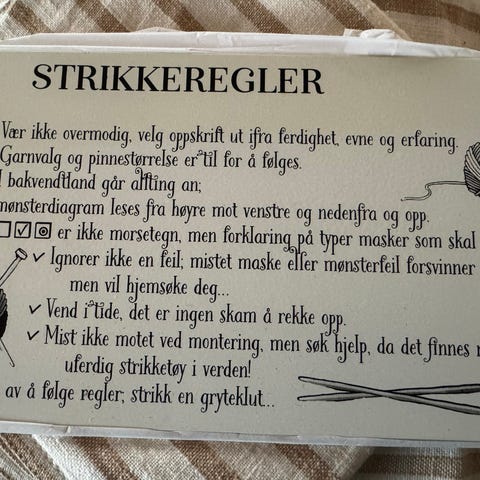 STRIKKEREGLER
Vær ikke overmodig, velg oppskrift ut ifra ferdighet, evne og erfaring.
Garnvalg og pinnestørrelse er til for å følges.
I bakvendtland går allting an;
mønsterdiagram leses fra høyre mot venstre og nedenfra og opp.
er ikke morsetegn, men forklaring på typer masker som skal
✓ Ignorer ikke en feil; mistet maske eller mønsterfeil forsvinner
men vil hjemsøke deg...
✓ Vend i tide, det er ingen skam å rekke opp.
✓ Mist ikke motet ved montering, men søk hjelp, da det finnes
uferdig strikketøy i verden!
av å følge regler; strikk en gryteklut...